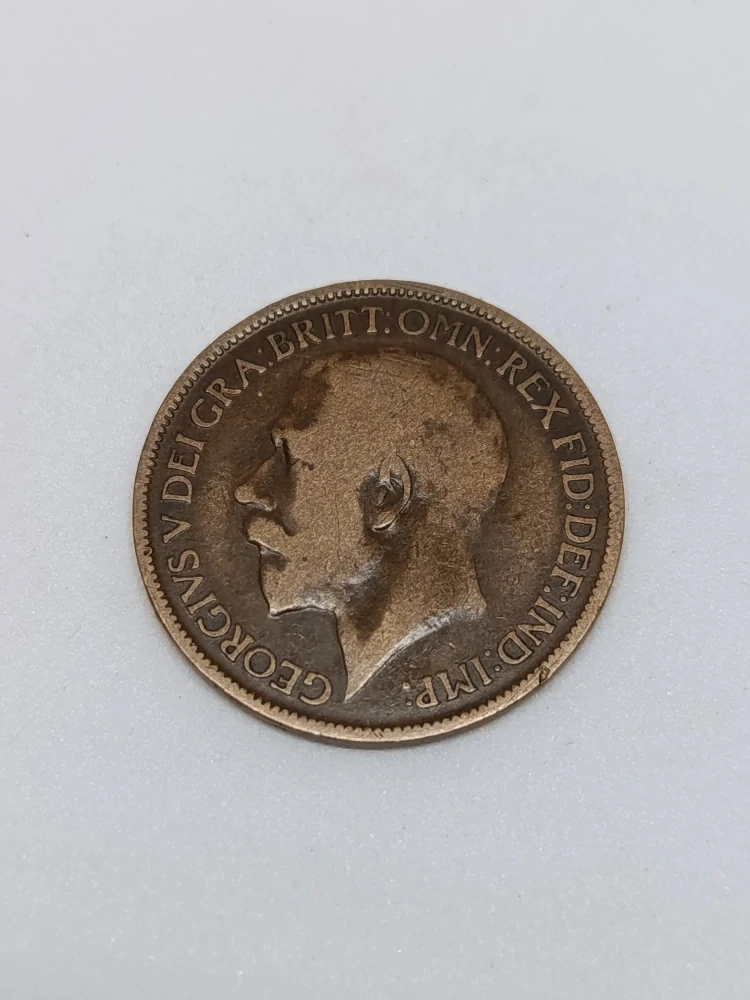 GEORGIVS V DEI GRA: BRITT: OMN: REX FID: DEF: IND: IMP: